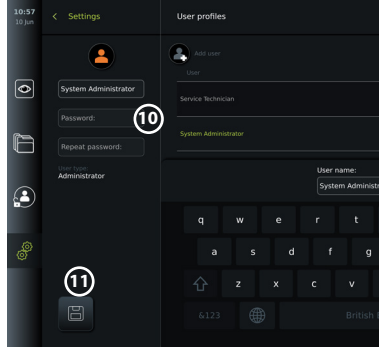 10:57
10 Jun
< Settings
User profiles
Add user
User
System Administrator
Service Technician
Password:
10
System Administrator
Repeat password:
User type:
Administrator
User name:
System Administr
q w e r t
a s d f g
11
z x c v
&123
British